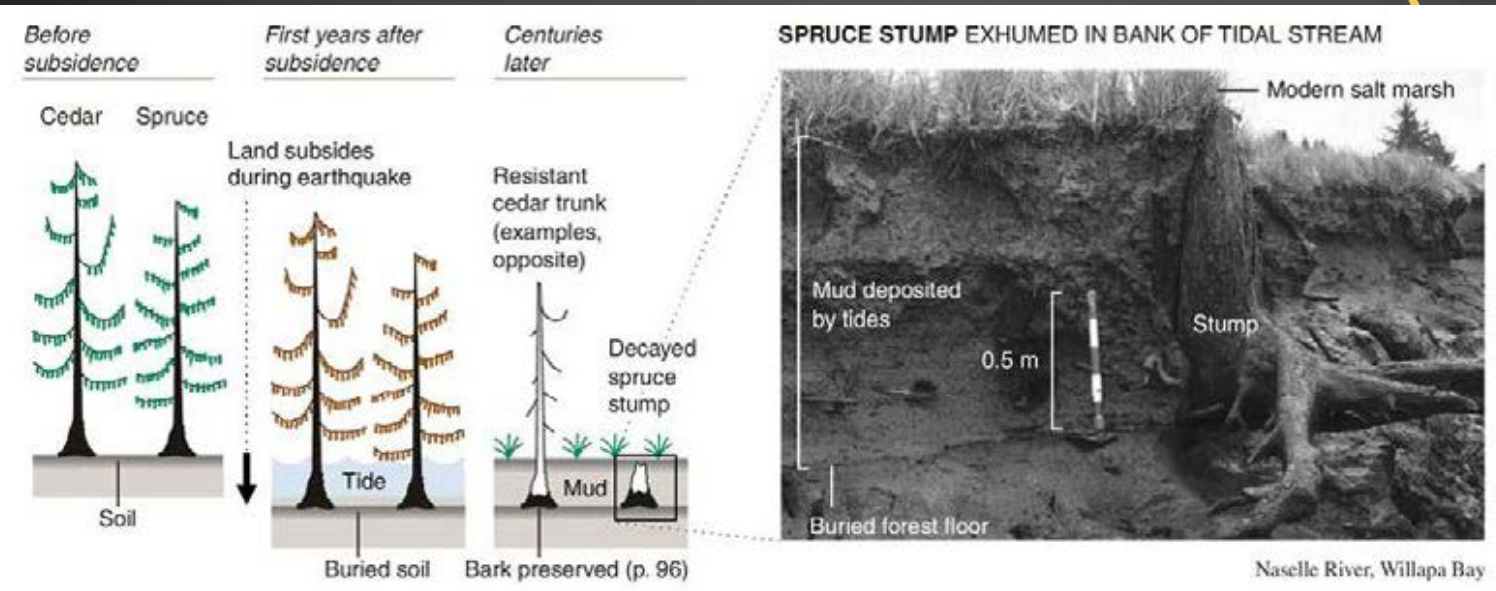 Before
subsidence
First years after
subsidence
Centuries
later
Cedar
Spruce
Land subsides
during earthquake
Resistant
cedar trunk
(examples,
opposite)
Decayed
spruce
stump
Tide
Mud
Soil
Buried soil
Bark preserved (p. 96)
SPRUCE STUMP EXHUMED IN BANK OF TIDAL STREAM
Modern salt marsh
Mud deposited
by tides
0.5 m
Stump
Buried forest floor
Naselle River, Willapa Bay